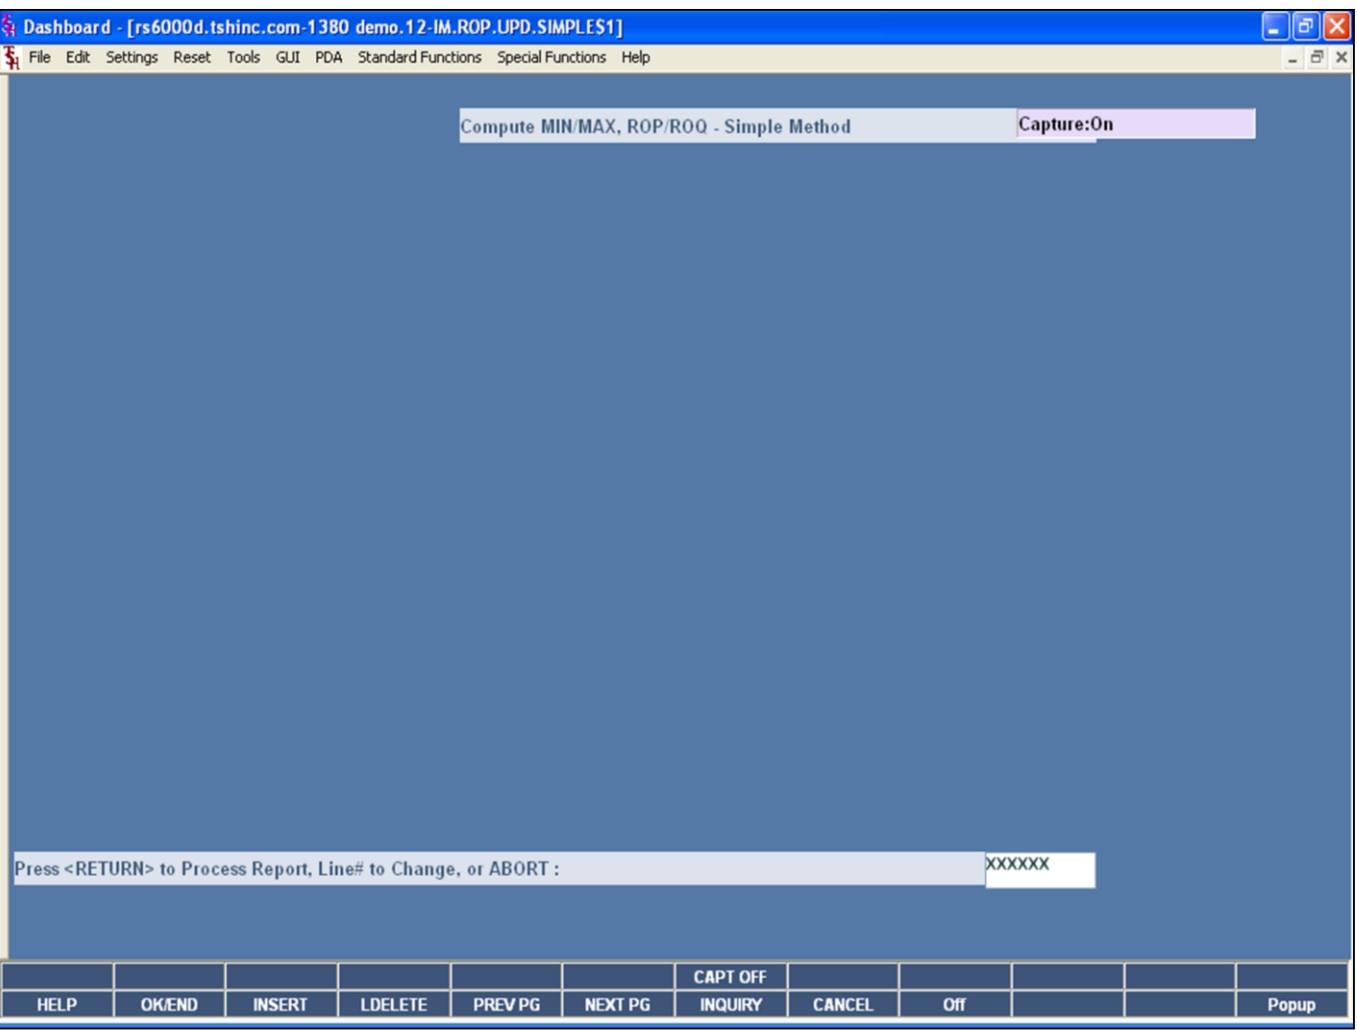 Dashboard - [rs6000d.tshinc.com-1380 demo.12-IM.ROP.UPD.SIMPLE$1]
File Edit Settings Reset Tools GUI PDA Standard Functions Special Functions Help
Compute MIN/MAX, ROP/ROQ - Simple Method Capture:On
Press <RETURN> to Process Report, Line# to Change, or ABORT : XXXXXX
CAPT OFF
HELP OK/END INSERT LDELETE PREV PG NEXT PG INQUIRY CANCEL Off Popup